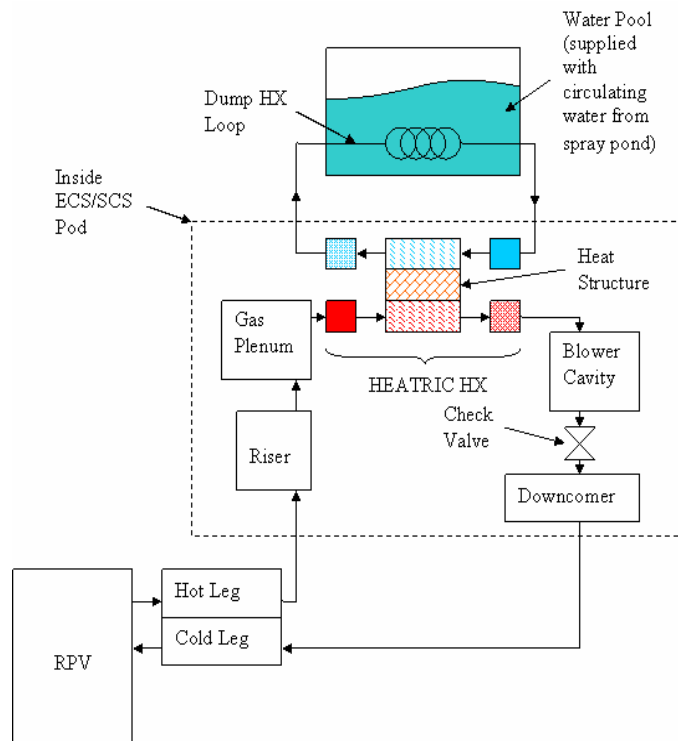 Water Pool
(supplied
with
circulating
water from
spray pond)
Dump HX
Loop
Inside
ECS/SCS
Pod
Heat
Structure
Gas
Plenum
HEATRIC HX
Blower
Cavity
Check
Valve
Riser
Downcomer
Hot Leg
Cold Leg
RPV